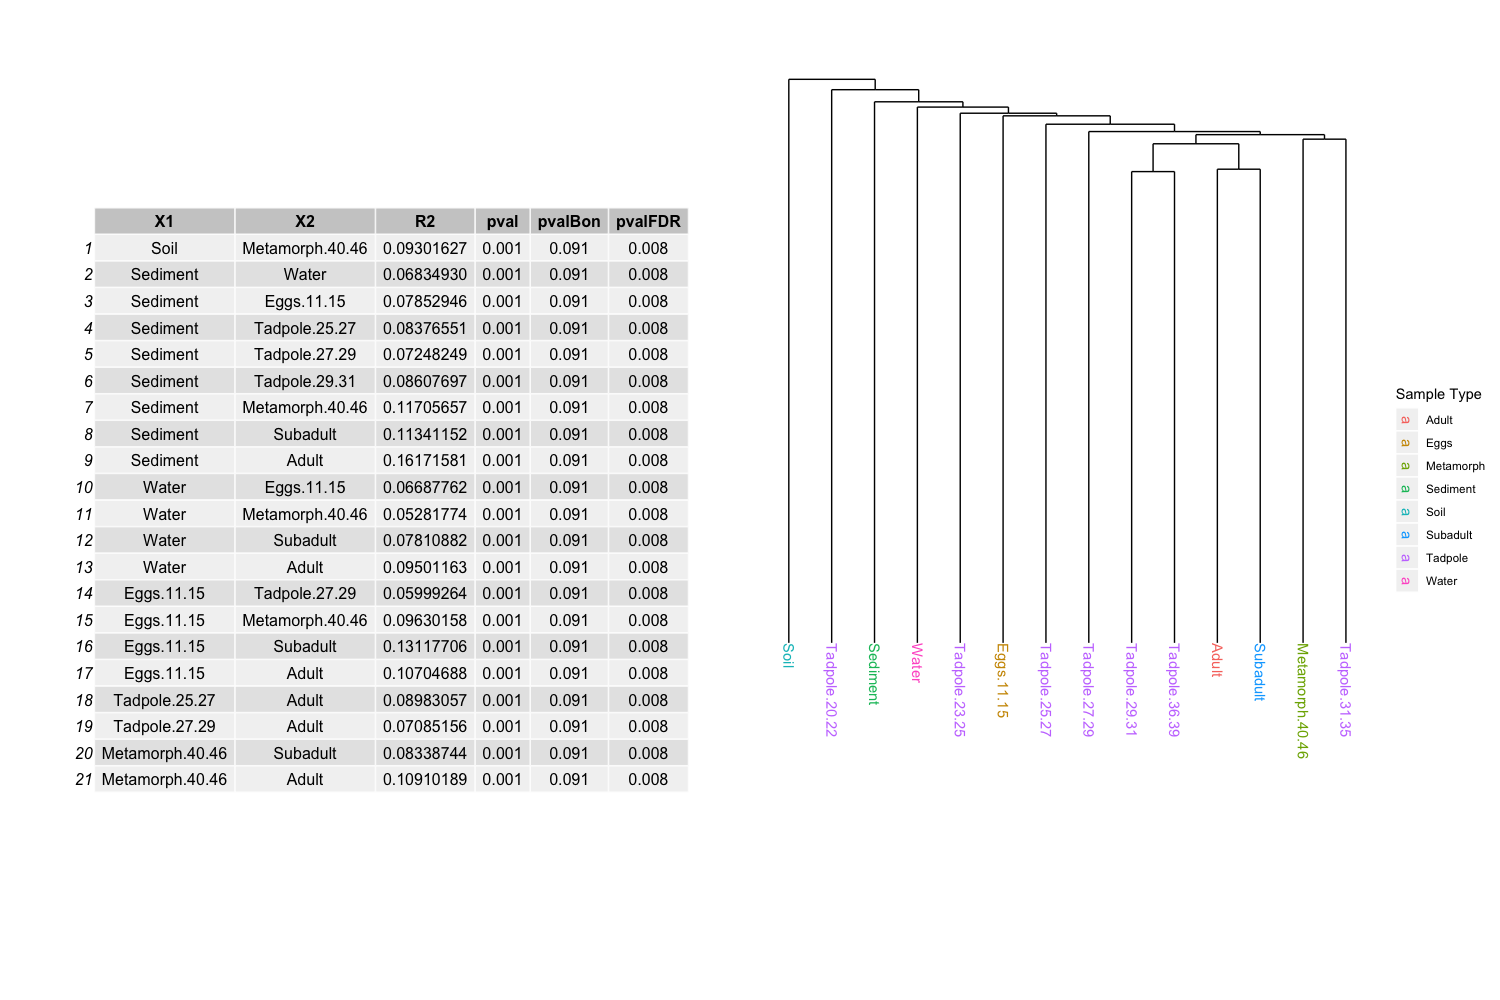 X1 X2 R2 pval pvalBon pvalFDR
1 Soil Metamorph.40.46 0.09301627 0.001 0.091 0.008
2 Sediment Water 0.06834930 0.001 0.091 0.008
3 Sediment Eggs.11.15 0.07852946 0.001 0.091 0.008
4 Sediment Tadpole.25.27 0.08376551 0.001 0.091 0.008
5 Sediment Tadpole.27.29 0.07248249 0.001 0.091 0.008
6 Sediment Tadpole.29.31 0.08607697 0.001 0.091 0.008
7 Sediment Metamorph.40.46 0.11705657 0.001 0.091 0.008
8 Sediment Subadult 0.11341152 0.001 0.091 0.008
9 Sediment Adult 0.16171581 0.001 0.091 0.008
10 Water Eggs.11.15 0.06687762 0.001 0.091 0.008
11 Water Metamorph.40.46 0.05281774 0.001 0.091 0.008
12 Water Subadult 0.07810882 0.001 0.091 0.008
13 Water Adult 0.09501163 0.001 0.091 0.008
14 Eggs.11.15 Tadpole.27.29 0.05999264 0.001 0.091 0.008
15 Eggs.11.15 Metamorph.40.46 0.09630158 0.001 0.091 0.008
16 Eggs.11.15 Subadult 0.13117706 0.001 0.091 0.008
17 Eggs.11.15 Adult 0.10704688 0.001 0.091 0.008
18 Tadpole.25.27 Adult 0.08983057 0.001 0.091 0.008
19 Tadpole.27.29 Adult 0.07085156 0.001 0.091 0.008
20 Metamorph.40.46 Subadult 0.08338744 0.001 0.091 0.008
21 Metamorph.40.46 Adult 0.10910189 0.001 0.091 0.008
Soil
Tadpole.20.22
Sediment
Water
Tadpole.23.25
Eggs.11.15
Tadpole.25.27
Tadpole.27.29
Tadpole.29.31
Tadpole.36.39
Adult
Subadult
Metamorph.40.46
Tadpole.31.35
Sample Type
a Adult
a Eggs
a Metamorph
a Sediment
a Soil
a Subadult
a Tadpole
a Water